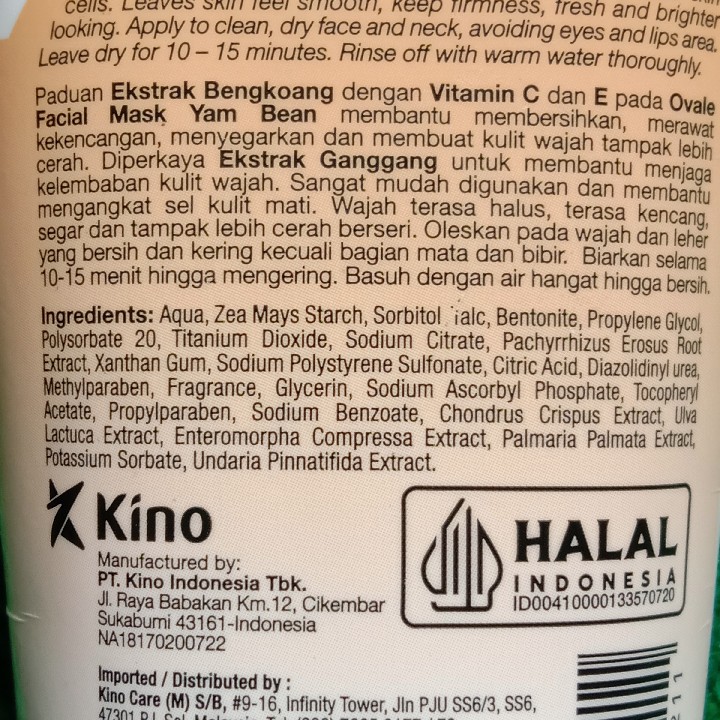 cells. Leaves skin feel smooth, keep firmness, fresh and brighter
looking. Apply to clean, dry face and neck, avoiding eyes and lips area.
Leave dry for 10 – 15 minutes. Rinse off with warm water thoroughly.
Paduan Ekstrak Bengkoang dengan Vitamin C dan E pada Ovale
Facial Mask Yam Bean membantu membersihkan, merawat
kekencangan, menyegarkan dan membuat kulit wajah tampak lebih
cerah. Diperkaya Ekstrak Ganggang untuk membantu menjaga
kelembaban kulit wajah. Sangat mudah digunakan dan membantu
mengangkat sel kulit mati. Wajah terasa halus, terasa kencang,
segar dan tampak lebih cerah berseri. Oleskan pada wajah dan leher
yang bersih dan kering kecuali bagian mata dan bibir. Biarkan selama
10-15 menit hingga mengering. Basuh dengan air hangat hingga bersih.
Ingredients: Aqua, Zea Mays Starch, Sorbitol, Talc, Bentonite, Propylene Glycol,
Polysorbate 20, Titanium Dioxide, Sodium Citrate, Pachyrrhizus Erosus Root
Extract, Xanthan Gum, Sodium Polystyrene Sulfonate, Citric Acid, Diazolidinyl urea,
Methylparaben, Fragrance, Glycerin, Sodium Ascorbyl Phosphate, Tocopheryl
Acetate, Propylparaben, Sodium Benzoate, Chondrus Crispus Extract, Ulva
Lactuca Extract, Enteromorpha Compressa Extract, Palmaria Palmata Extract,
Potassium Sorbate, Undaria Pinnatifida Extract.
Kino
HALAL
INDONESIA
ID00410000133570720
Manufactured by:
PT. Kino Indonesia Tbk.
Jl. Raya Babakan Km.12, Cikembar
Sukabumi 43161-Indonesia
NA18170200722
Imported / Distributed by :
Kino Care (M) S/B, #9-16, Infinity Tower, Jln PJU SS6/3, SS6,